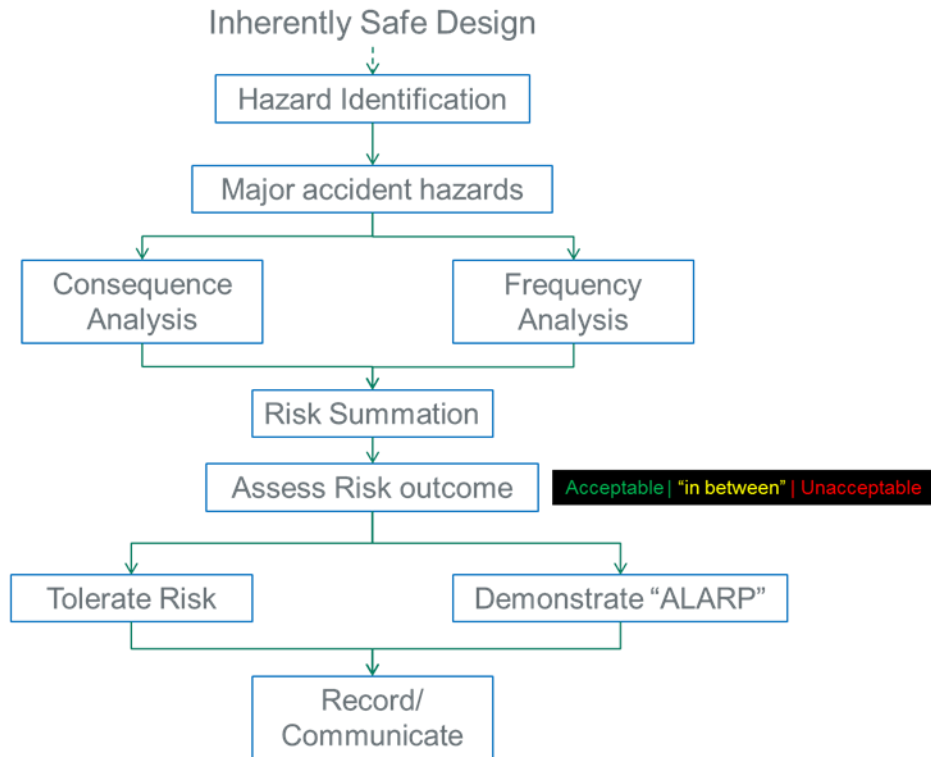 Inherently Safe Design
Hazard Identification
Major accident hazards
Consequence
Analysis
Frequency
Analysis
Risk Summation
Assess Risk outcome
Acceptable | “in between” | Unacceptable
Tolerate Risk
Demonstrate “ALARP”
Record/
Communicate